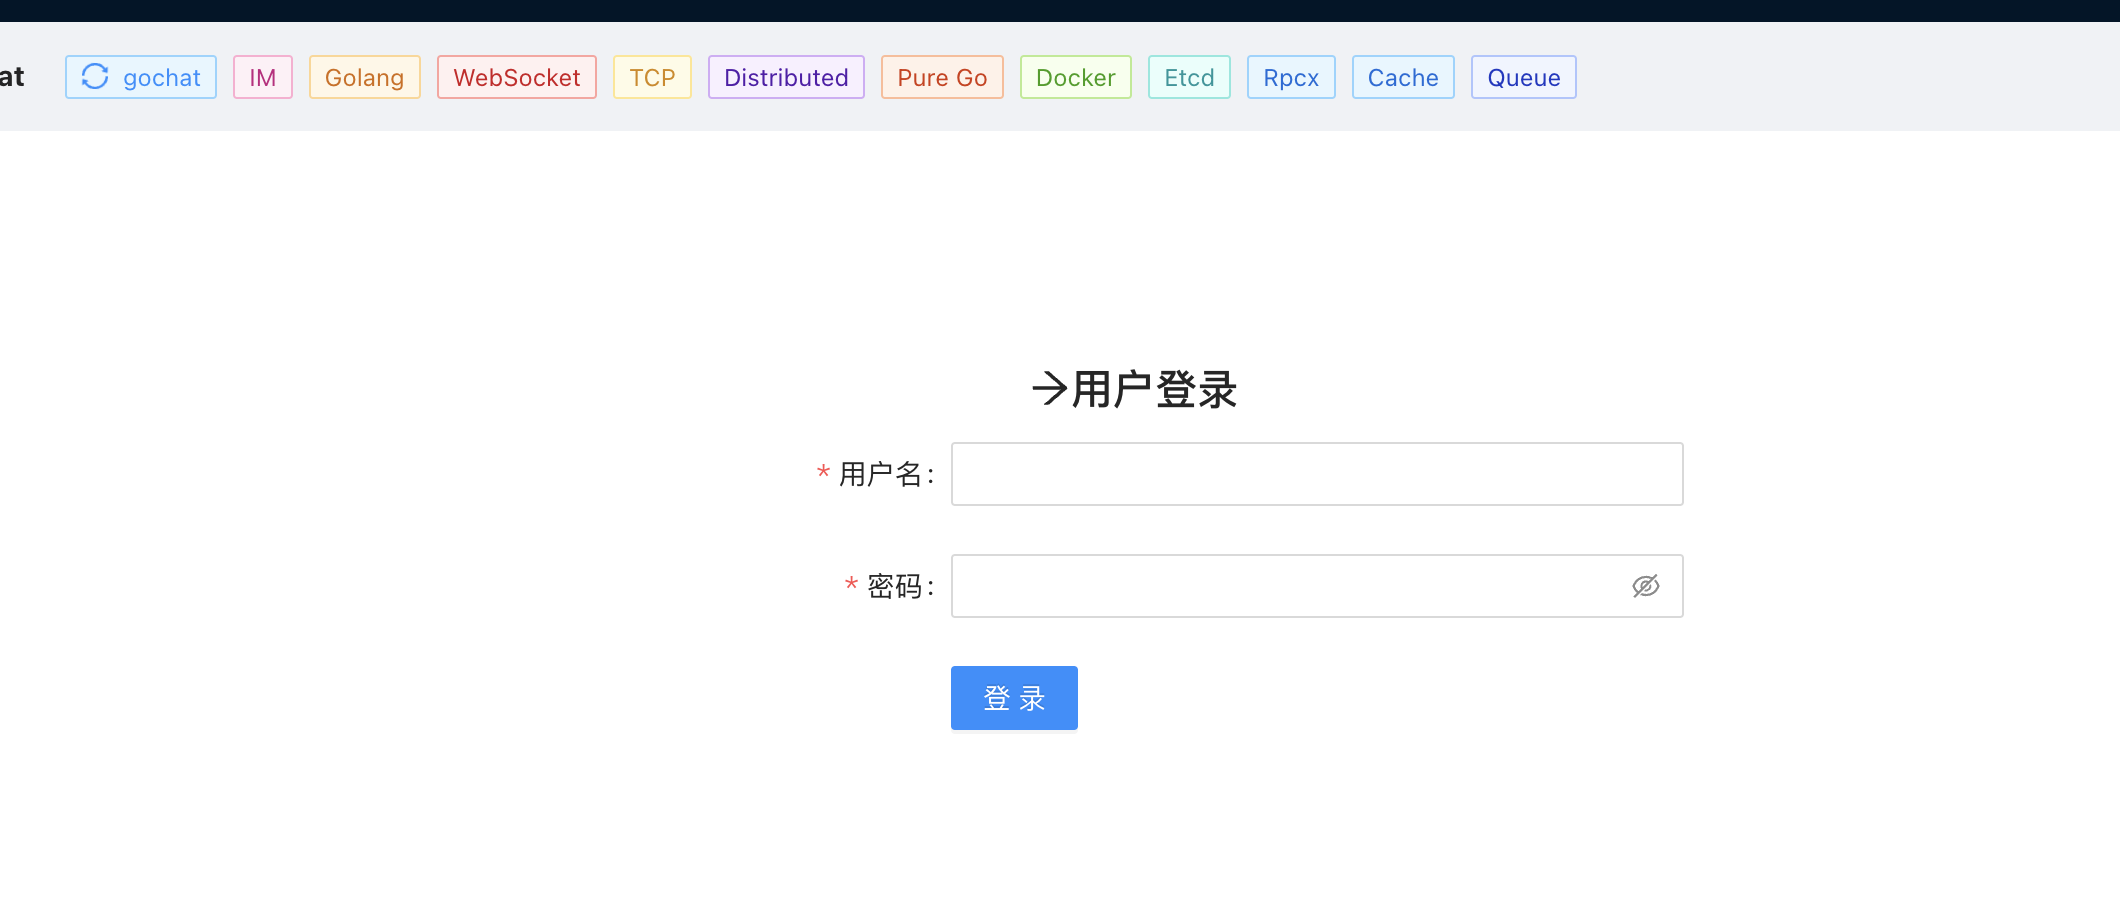 at gochat IM Golang WebSocket TCP Distributed Pure Go Docker Etcd Rpcx Cache Queue
→用户登录
* 用户名:
* 密码:
登 录